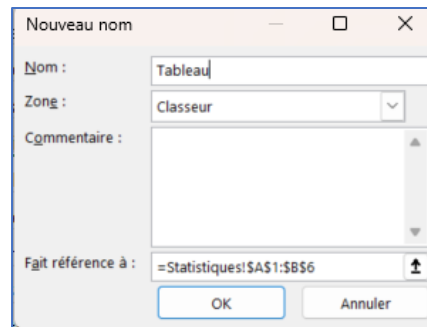 Nouveau nom
Nom :
Tableau
Zone :
Classeur
Commentaire :
Fait référence à :
=Statistiques!$A$1:$B$6
OK
Annuler